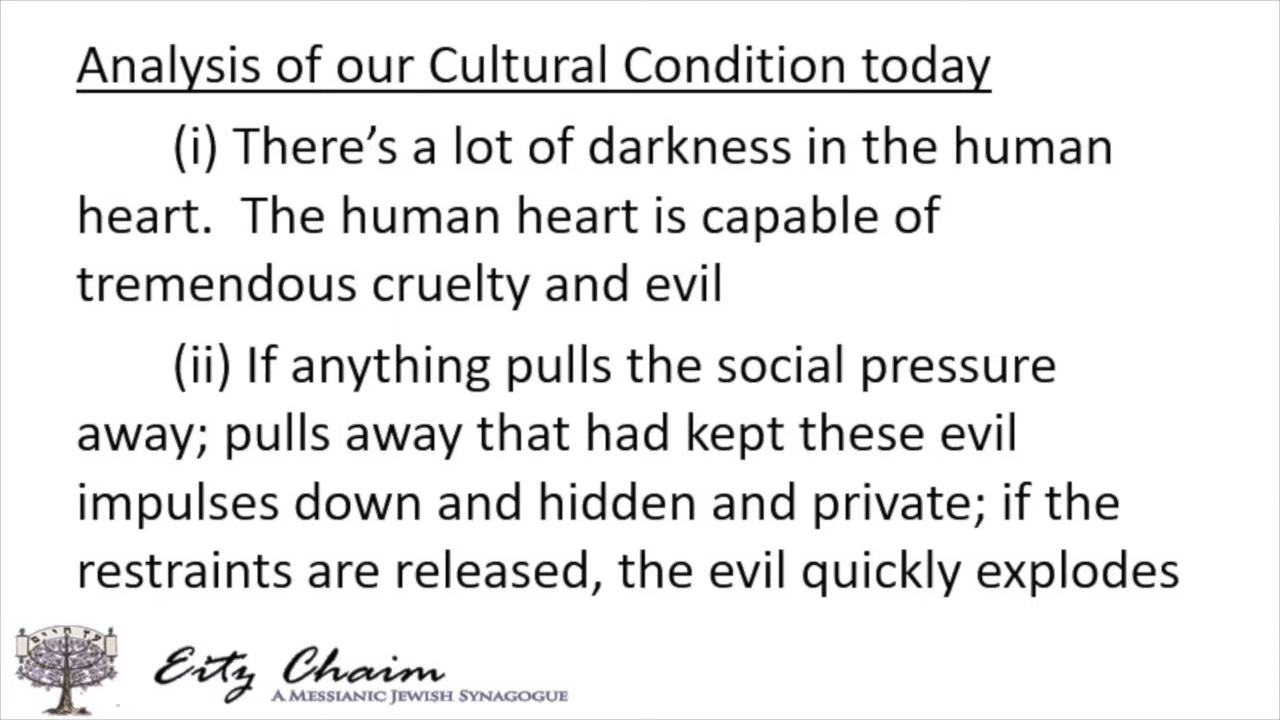 Analysis of our Cultural Condition today
(i) There’s a lot of darkness in the human
heart.  The human heart is capable of
tremendous cruelty and evil
(ii) If anything pulls the social pressure
away; pulls away that had kept these evil
impulses down and hidden and private; if the
restraints are released, the evil quickly explodes
עץ חיים
Eitz Chaim
A Messianic Jewish Synagogue